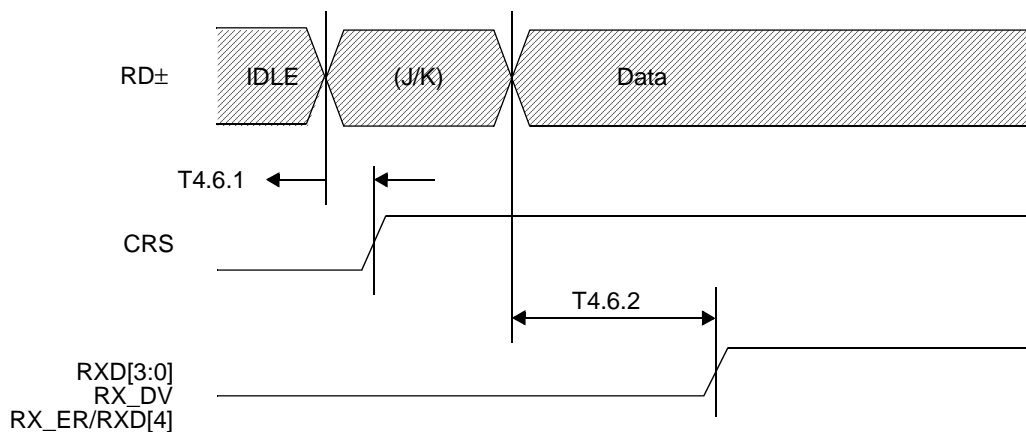 RD±
IDLE
(J/K)
Data
T4.6.1
CRS
T4.6.2
RXD[3:0]
RX_DV
RX_ER/RXD[4]